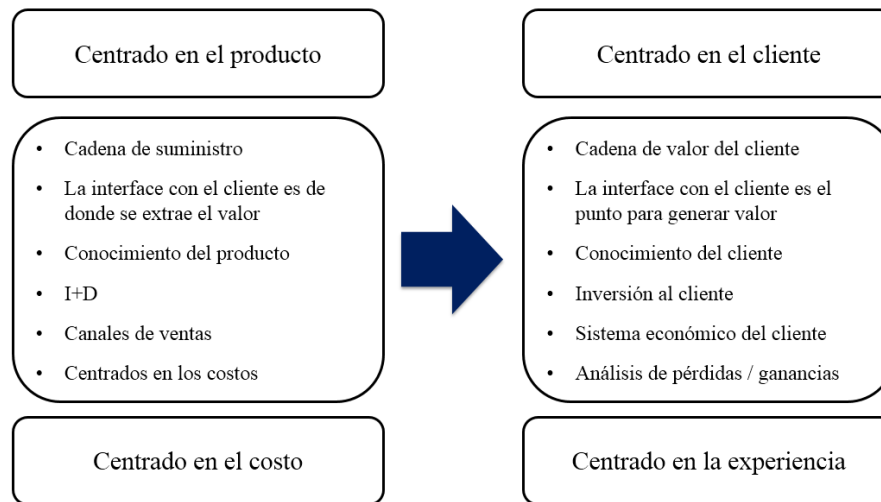 Centrado en el producto
• Cadena de suministro
• La interface con el cliente es de
donde se extrae el valor
• Conocimiento del producto
• I+D
• Canales de ventas
• Centrados en los costos
Centrado en el costo
Centrado en el cliente
• Cadena de valor del cliente
• La interface con el cliente es el
punto para generar valor
• Conocimiento del cliente
• Inversión al cliente
• Sistema económico del cliente
• Análisis de pérdidas / ganancias
Centrado en la experiencia